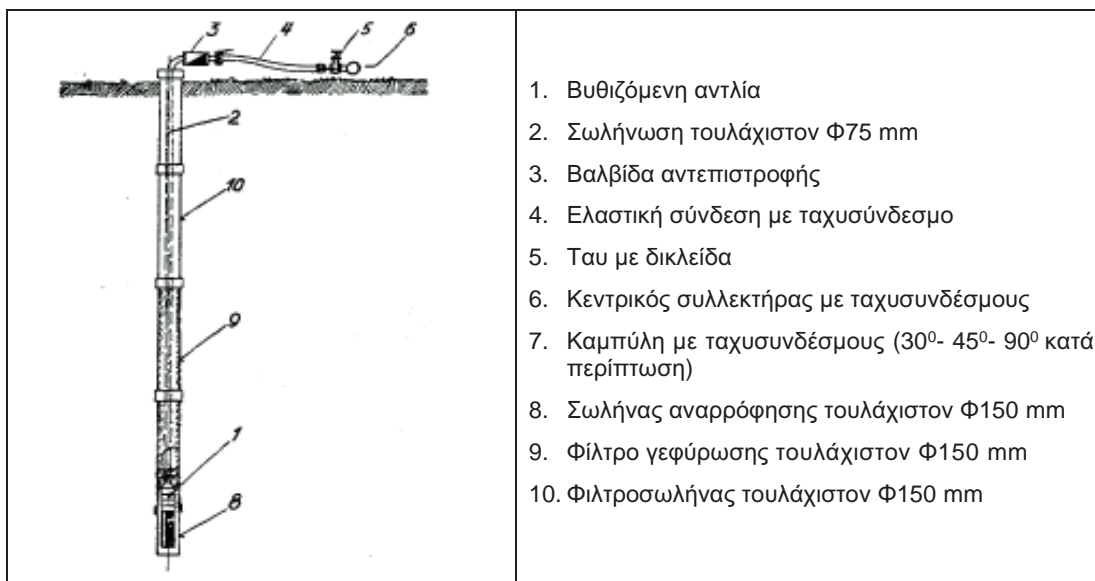 3
4
5
6
2
10
9
1
8
1. Βυθιζόμενη αντλία
2. Σωλήνωση τουλάχιστον Φ75 mm
3. Βαλβίδα αντεπιστροφής
4. Ελαστική σύνδεση με ταχυσύνδεσμο
5. Ταυ με δικλείδα
6. Κεντρικός συλλεκτήρας με ταχυσυνδέσμους
7. Καμπύλη με ταχυσυνδέσμους (30⁰- 45⁰- 90⁰ κατά
περίπτωση)
8. Σωλήνας αναρρόφησης τουλάχιστον Φ150 mm
9. Φίλτρο γεφύρωσης τουλάχιστον Φ150 mm
10. Φιλτροσωλήνας τουλάχιστον Φ150 mm